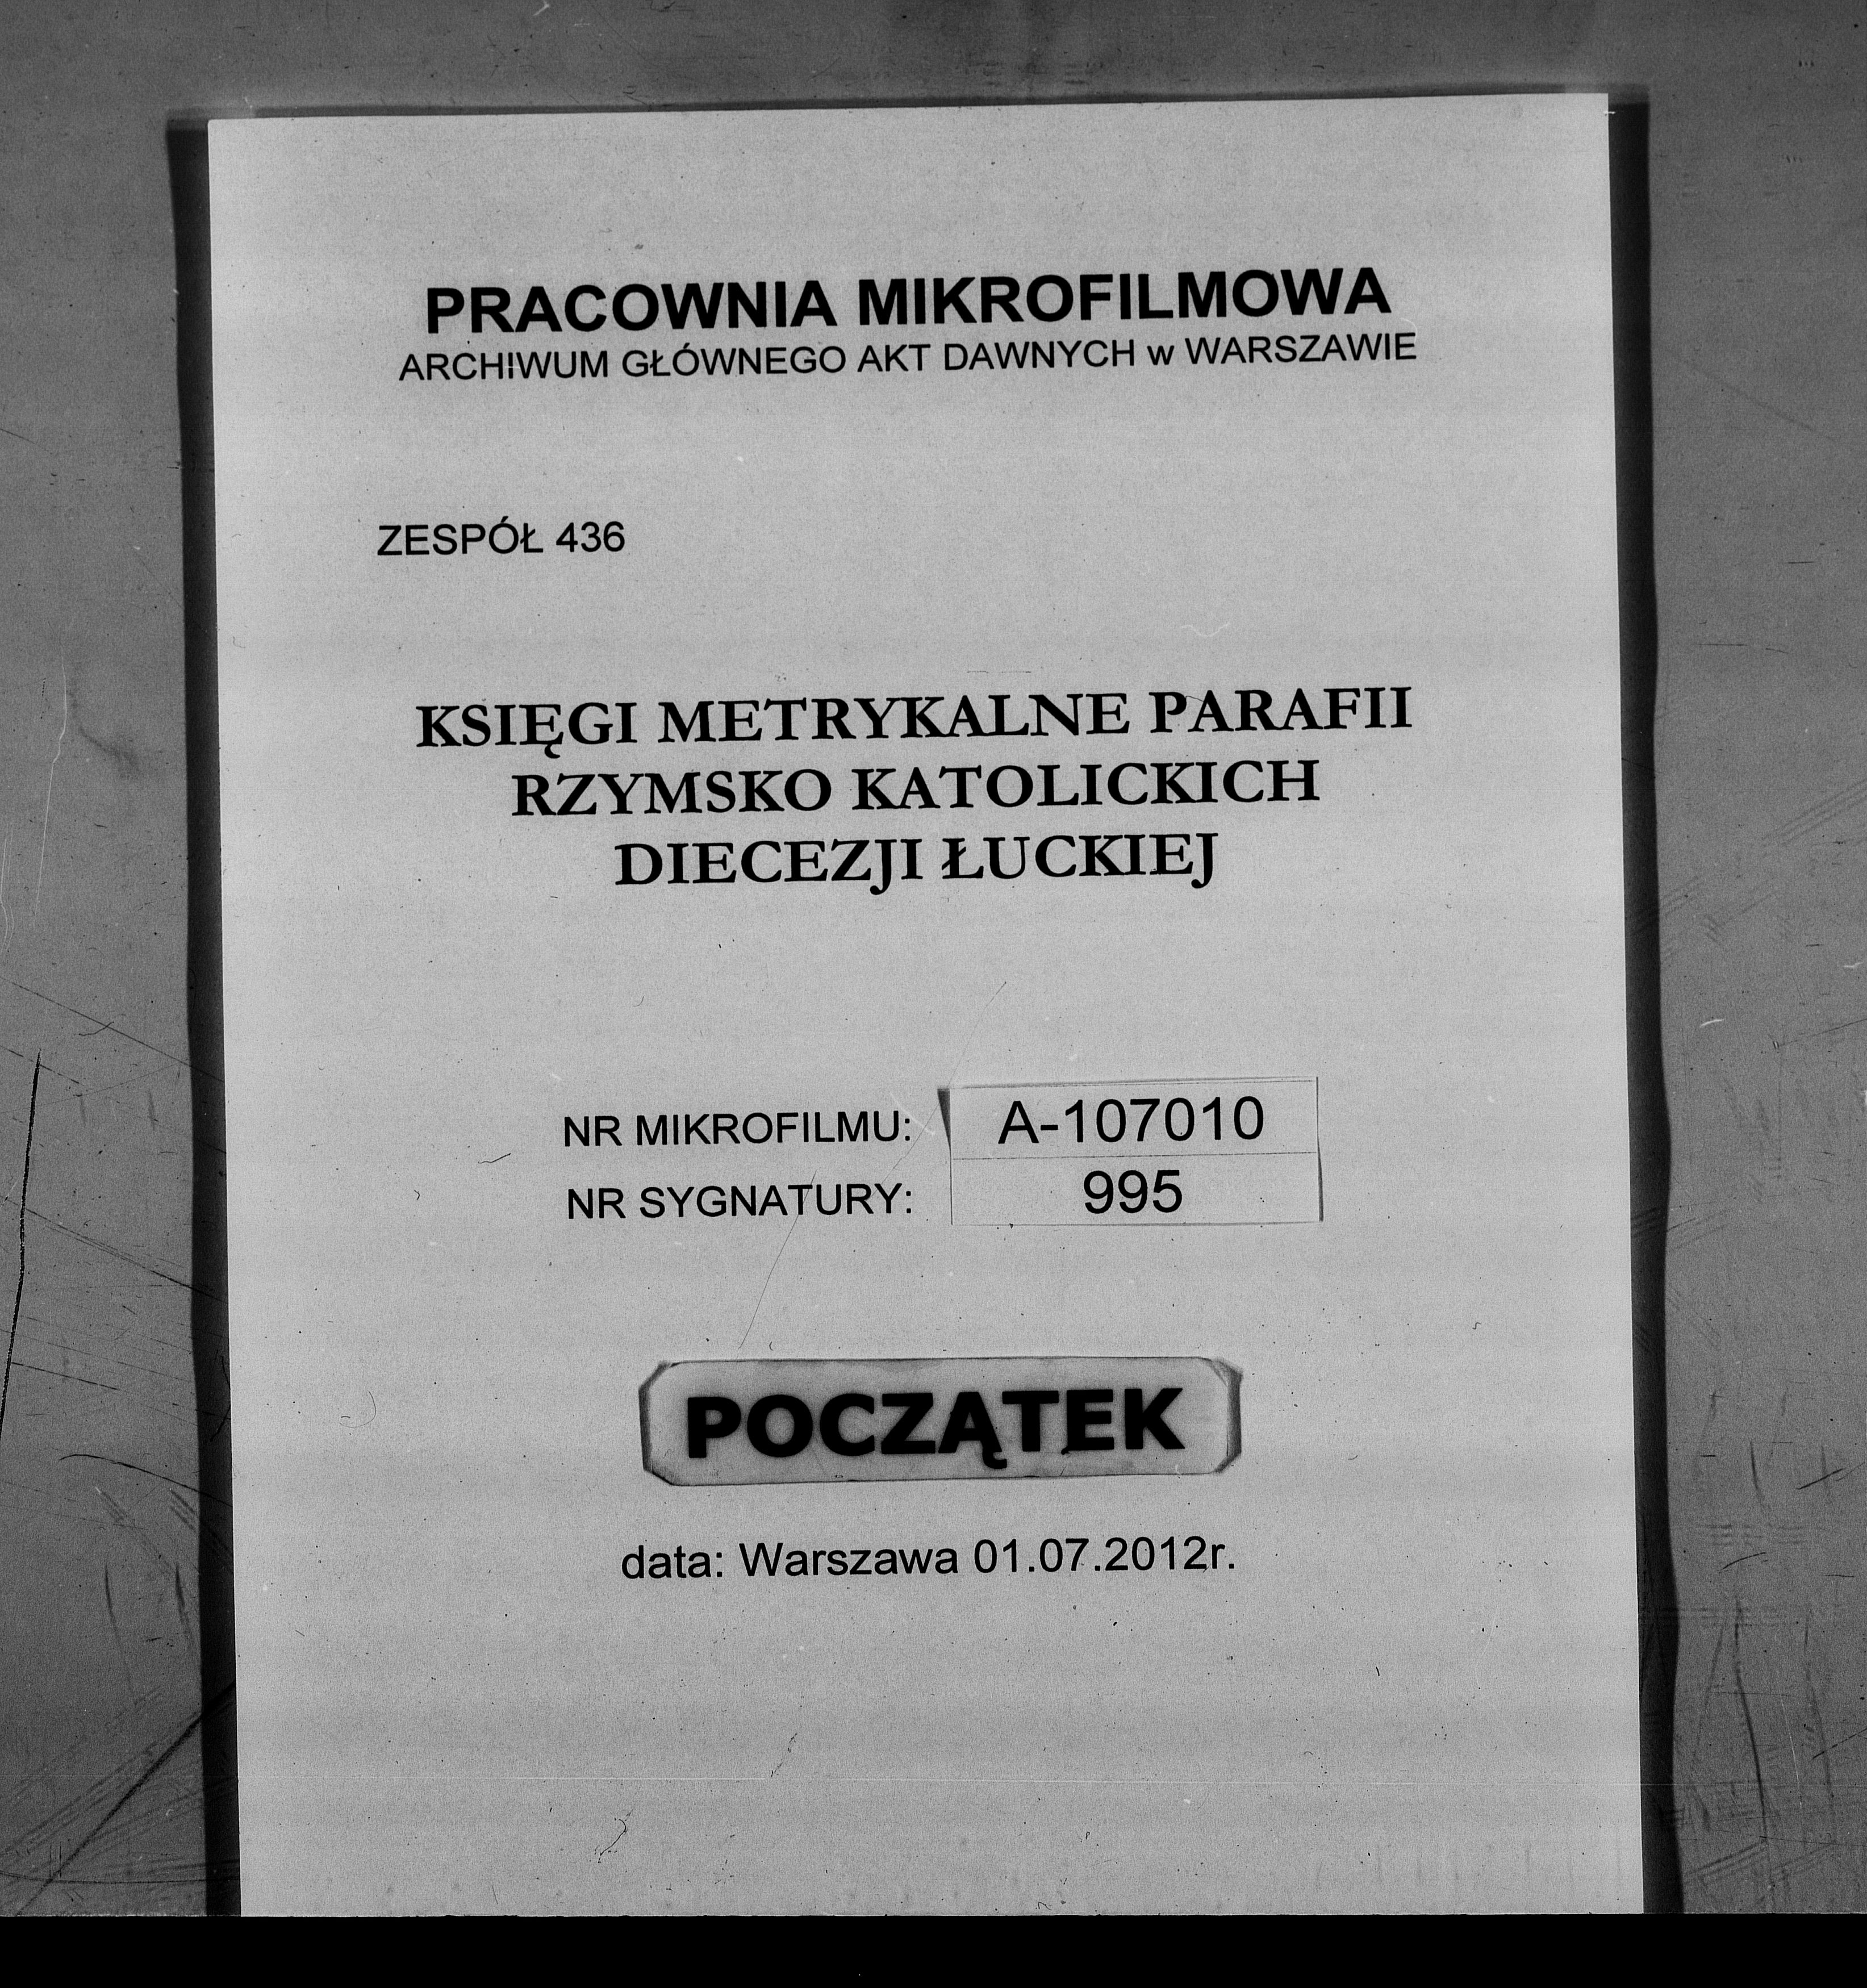 PRACOWNIA MIKROFILMOWA
ARCHIWUM GŁÓWNEGO AKT DAWNYCH w WARSZAWIE
ZESPÓŁ 436
KSIĘGI METRYKALNE PARAFII
RZYMSKO KATOLICKICH
DIECEZJI ŁUCKIEJ
NR MIKROFILMU: A-107010
NR SYGNATURY: 995
POCZĄTEK
data: Warszawa 01.07.2012r.